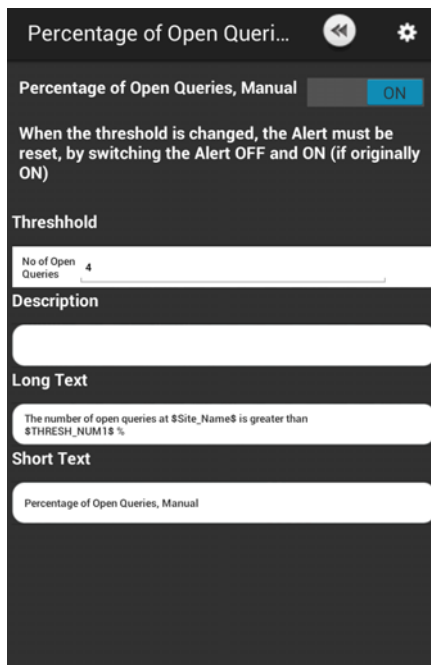 Percentage of Open Queri...
Percentage of Open Queries, Manual
ON
When the threshold is changed, the Alert must be
reset, by switching the Alert OFF and ON (if originally
ON)
Threshhold
No of Open
Queries
4
Description
Long Text
The number of open queries at $Site_Name$ is greater than
$THRESH_NUM1$ %
Short Text
Percentage of Open Queries, Manual